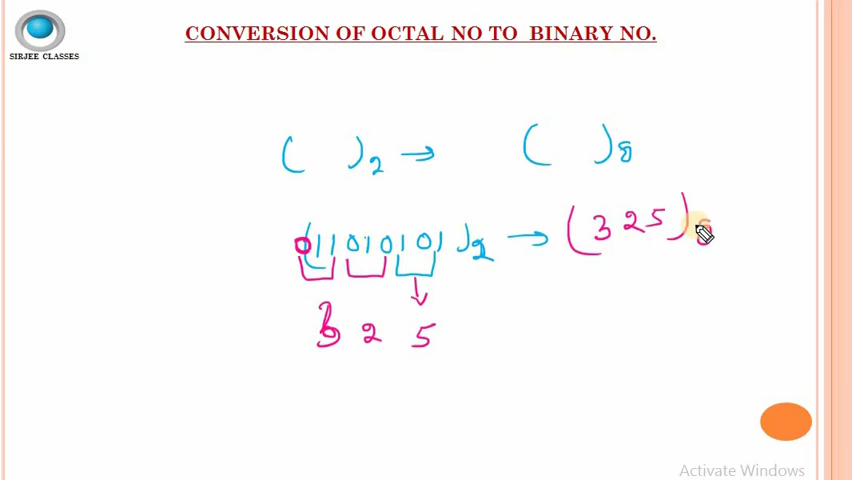 CONVERSION OF OCTAL NO TO BINARY NO.
SIRJEE CLASSES
( )2 → ( )8
(011010101)2 → (325)8
3 2 5
Activate Windows